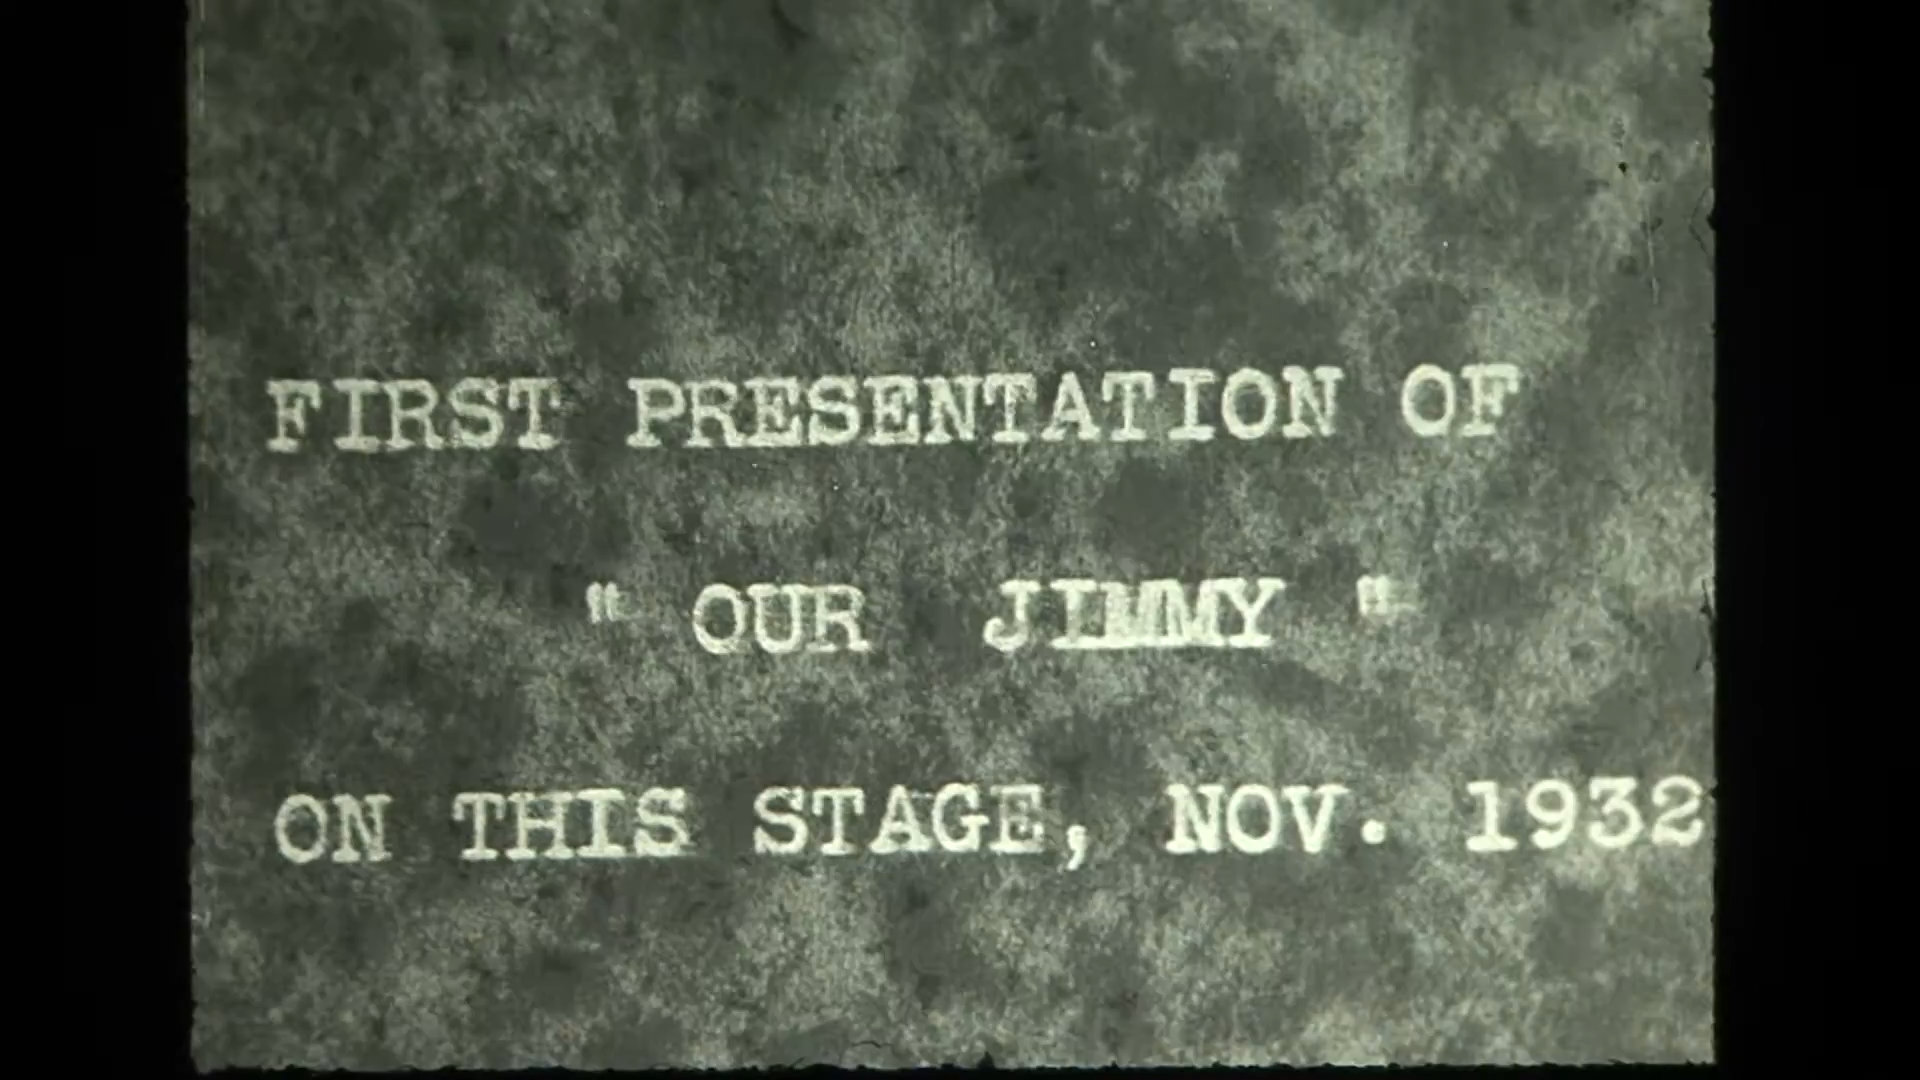 FIRST PRESENTATION OF
" OUR JIMMY "
ON THIS STAGE, NOV. 1932